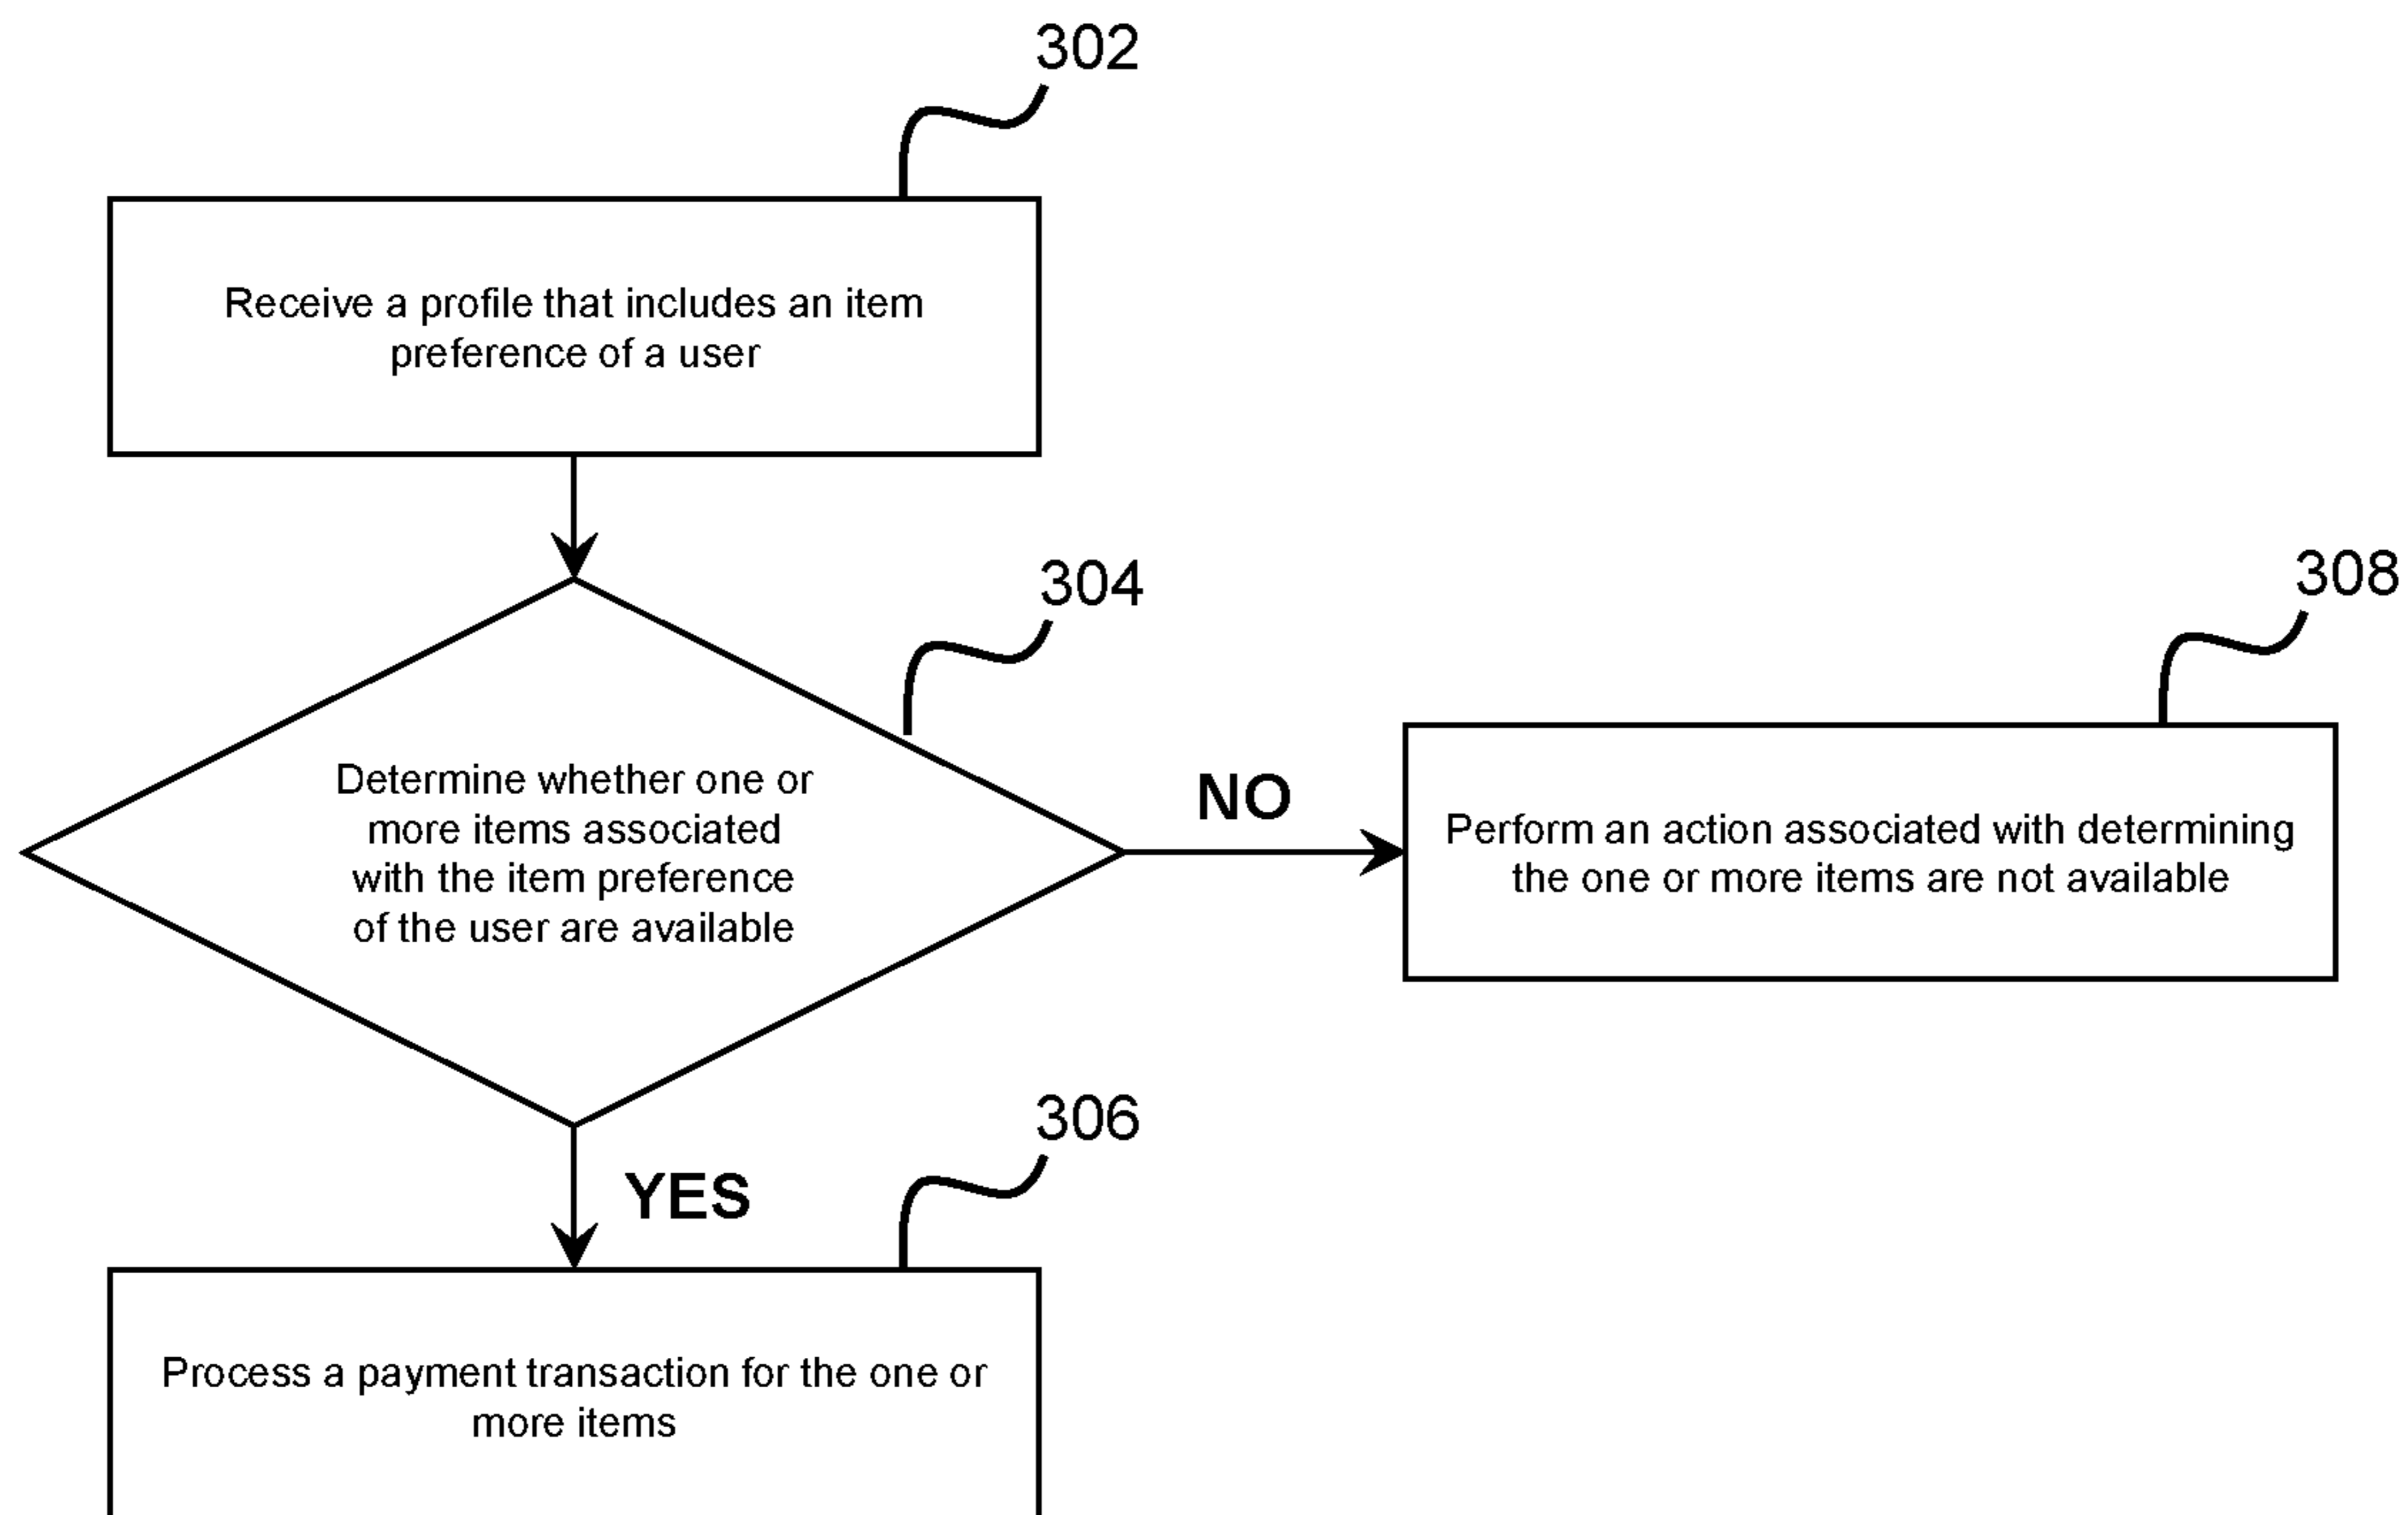 302
Receive a profile that includes an item
preference of a user
304
308
Determine whether one or
more items associated
with the item preference
of the user are available
NO
Perform an action associated with determining
the one or more items are not available
306
YES
Process a payment transaction for the one or
more items